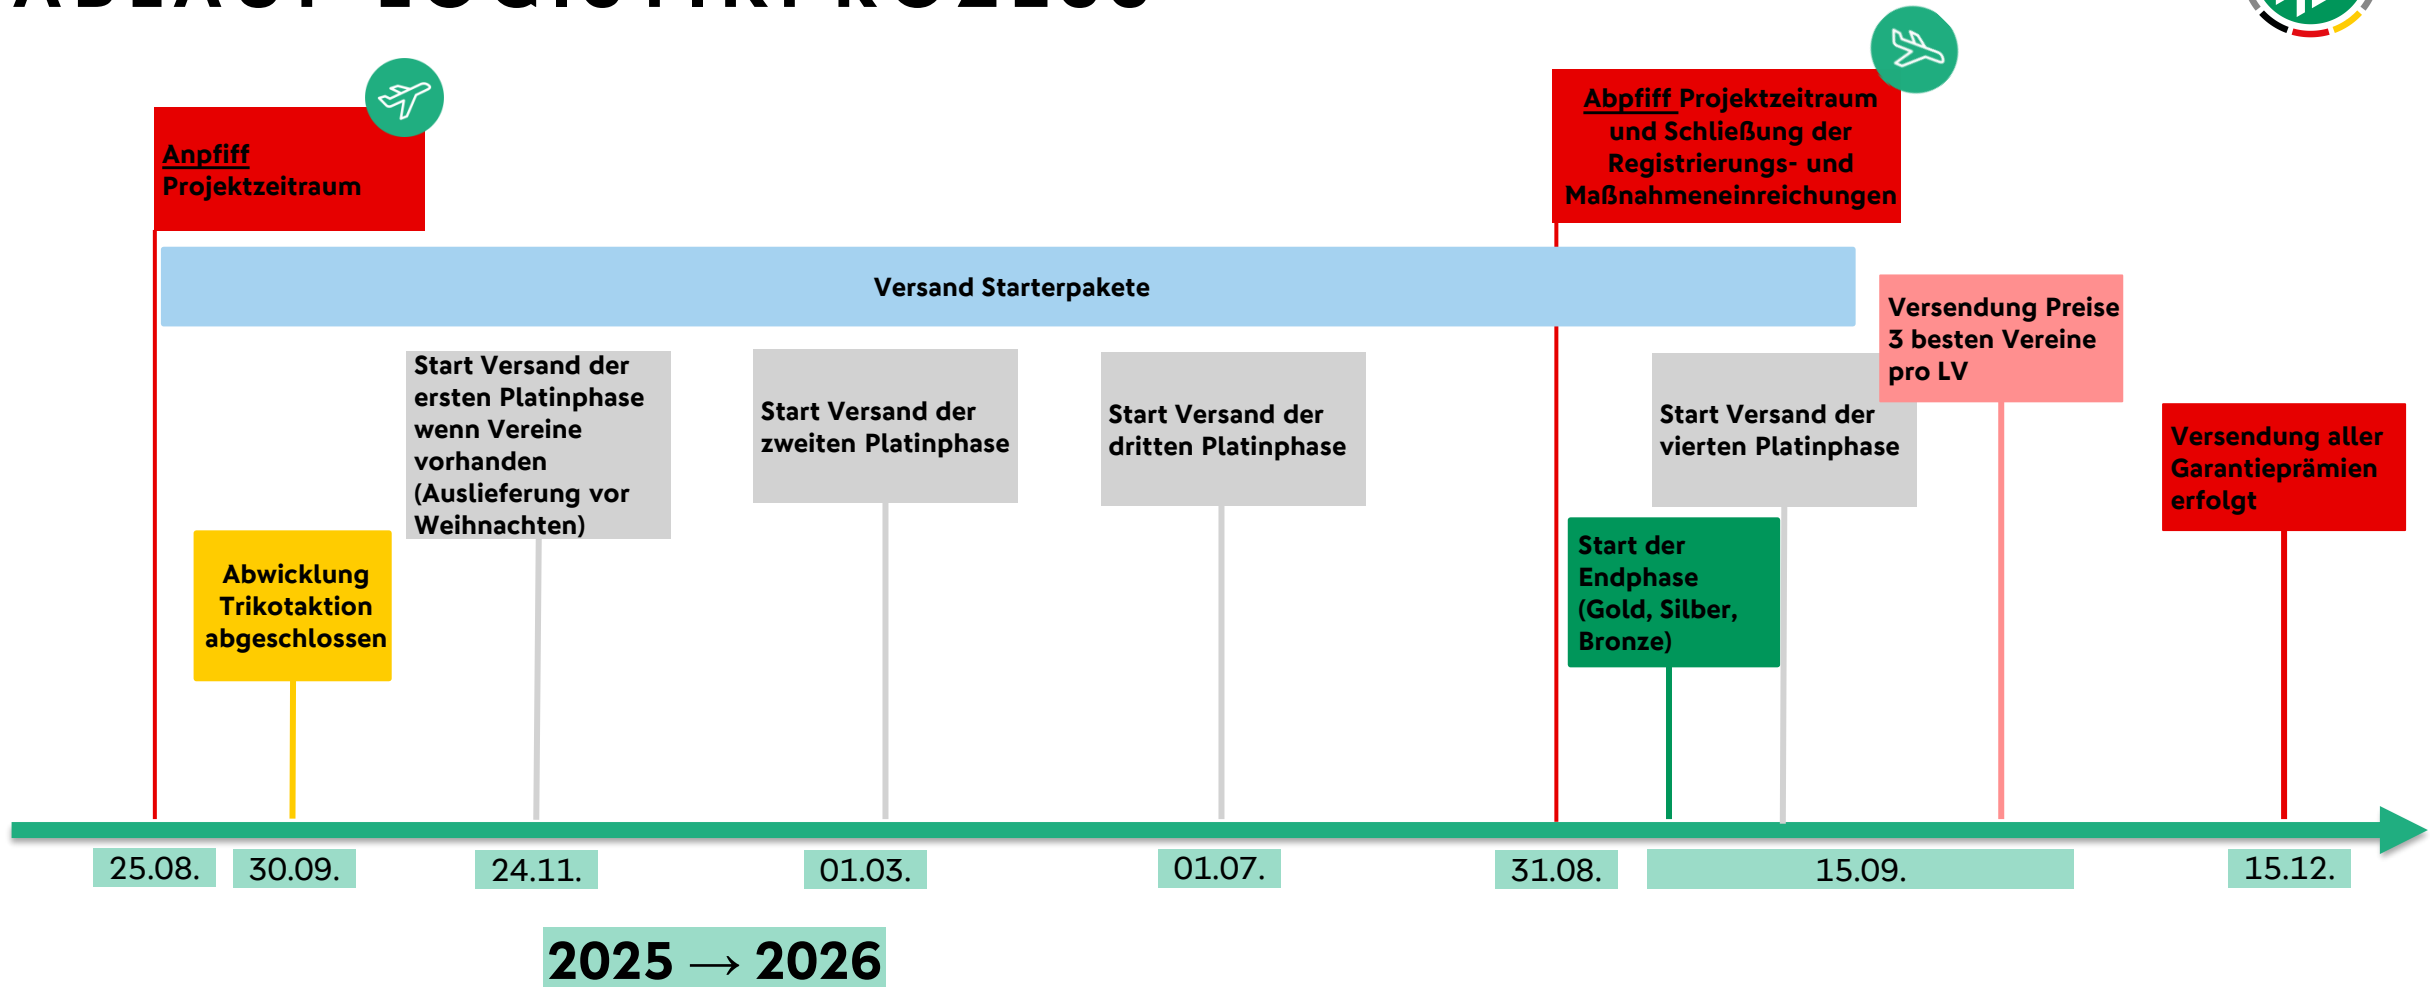 ABLAUF LOGISTIKPROZESS
Anpfiff
Projektzeitraum
Abpfiff Projektzeitraum
und Schließung der
Registrierungs- und
Maßnahmeneinreichungen
Versand Starterpakete
Versendung Preise
3 besten Vereine
pro LV
Start Versand der
ersten Platinphase
wenn Vereine
vorhanden
(Auslieferung vor
Weihnachten)
Start Versand der
zweiten Platinphase
Start Versand der
dritten Platinphase
Start Versand der
vierten Platinphase
Versendung aller
Garantieprämien
erfolgt
Abwicklung
Trikotaktion
abgeschlossen
Start der
Endphase
(Gold, Silber,
Bronze)
25.08.
30.09.
24.11.
01.03.
01.07.
31.08.
15.09.
15.12.
2025 → 2026